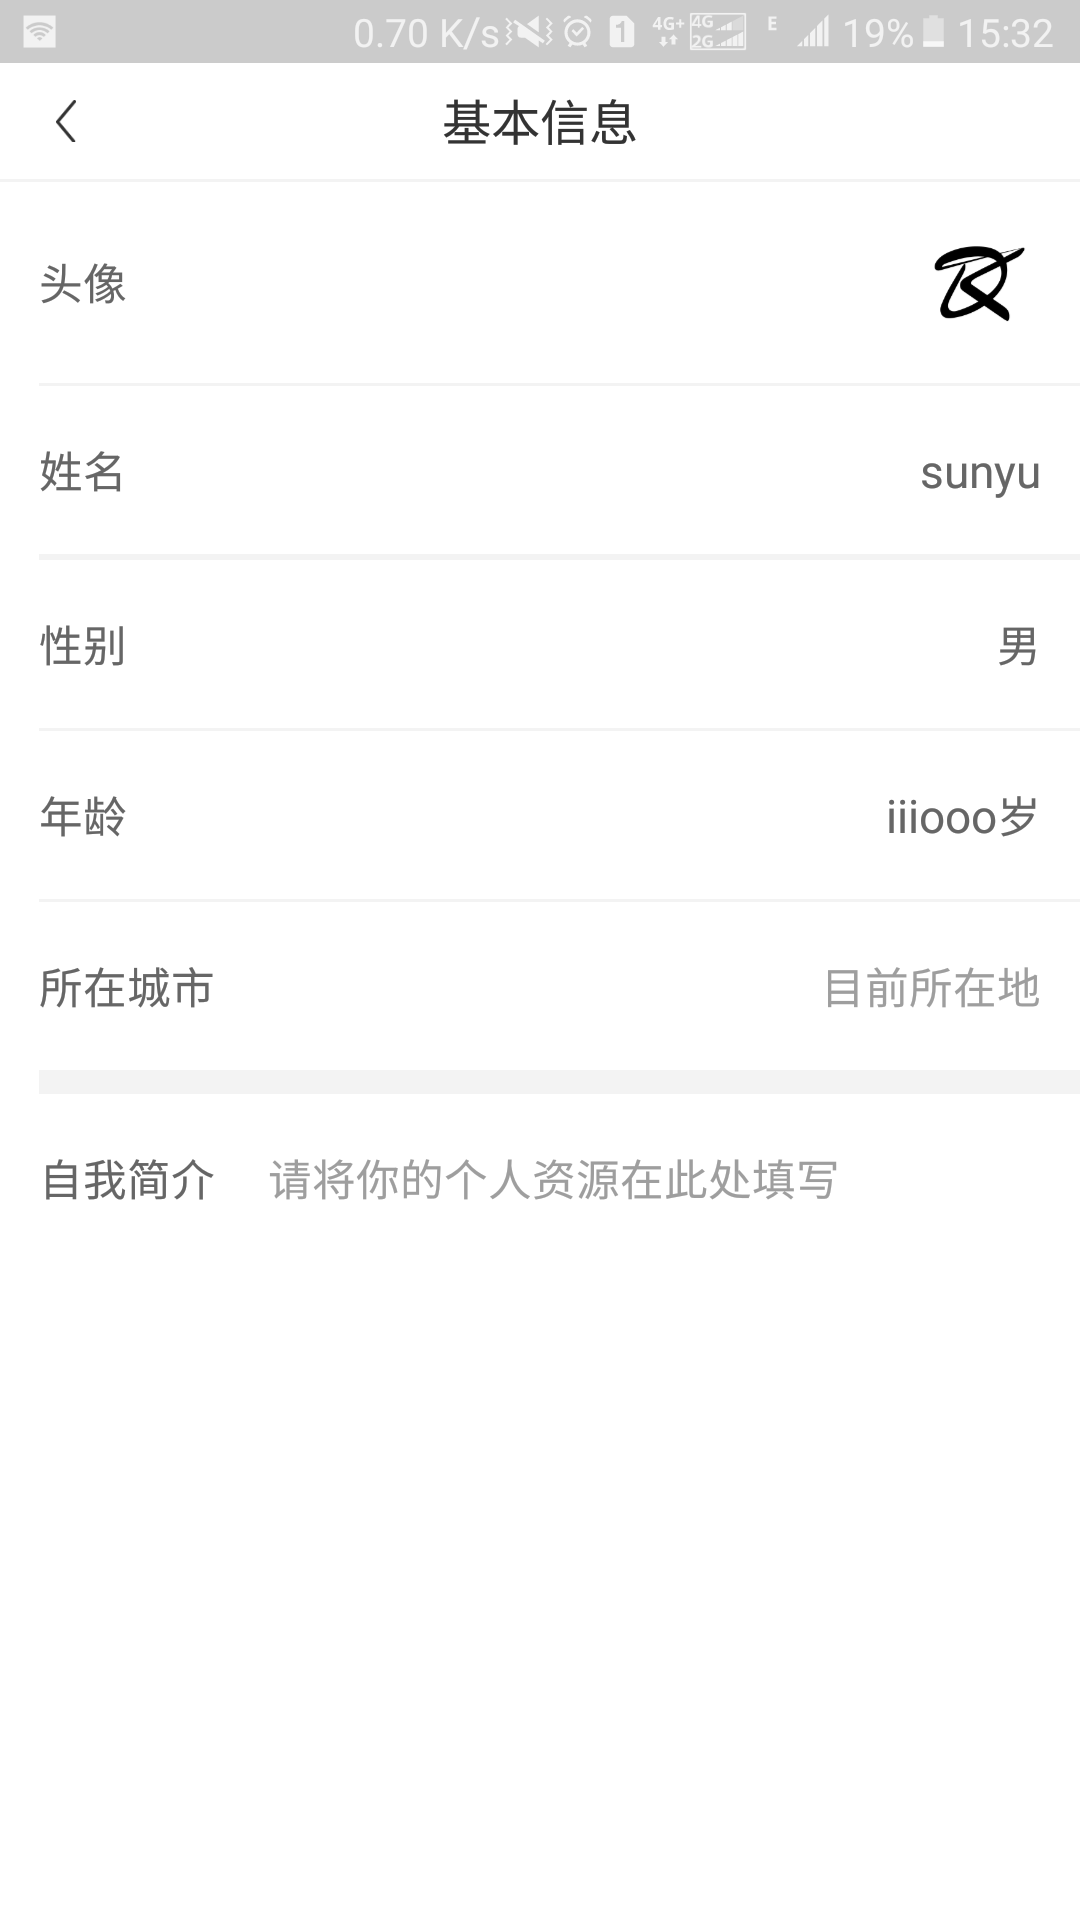 0.70 K/s 1 4G+ 4G 2G E 19% 15:32
基本信息
头像
姓名 sunyu
性别 男
年龄 iiiooo岁
所在城市 目前所在地
自我简介 请将你的个人资源在此处填写